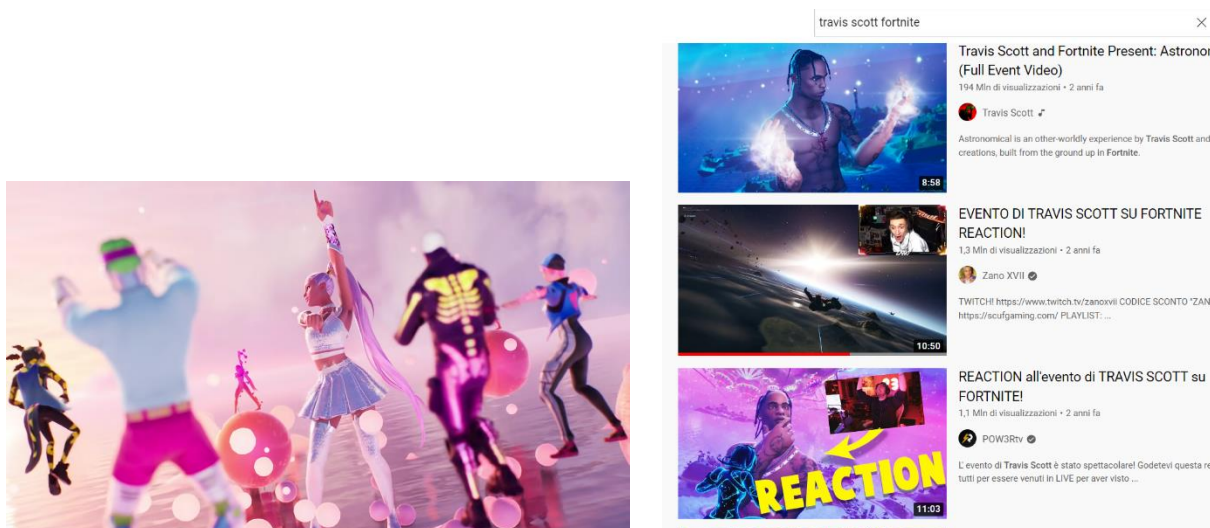 travis scott fortnite
Travis Scott and Fortnite Present: Astronom
(Full Event Video)
194 Mln di visualizzazioni • 2 anni fa
Travis Scott
Astronomical is an other-worldly experience by Travis Scott and
creations, built from the ground up in Fortnite.
8:58
EVENTO DI TRAVIS SCOTT SU FORTNITE
REACTION!
1,3 Mln di visualizzazioni • 2 anni fa
Zano XVII
TWITCH! https://www.twitch.tv/zanoxvii CODICE SCONTO "ZAN
https://scufgaming.com/ PLAYLIST: ...
10:50
REACTION all'evento di TRAVIS SCOTT su
FORTNITE!
1,1 Mln di visualizzazioni • 2 anni fa
POW3Rtv
L'evento di Travis Scott è stato spettacolare! Godetevi questa re
tutti per essere venuti in LIVE per aver visto ...
REACTION
11:03